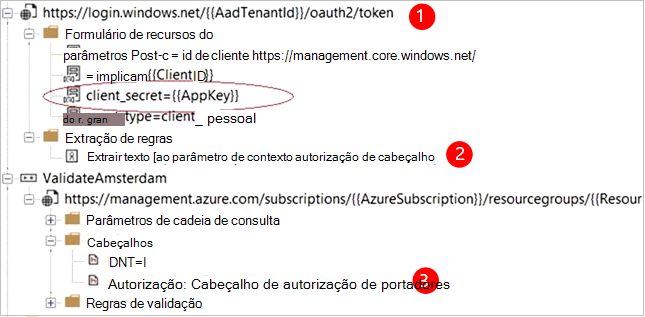 https://login.windows.net/{{AadTenantId}}/oauth2/token
1
Formulário de recursos do
parâmetros Post-c = id de cliente https://management.core.windows.net/
= implicam{{ClientID}}
client_secret={{AppKey}}
do r. gran type=client_ pessoal
Extração de regras
Extrair texto [ao parâmetro de contexto autorização de cabeçalho
2
ValidateAmsterdam
https://management.azure.com/subscriptions/{{AzureSubscription}}/resourcegroups/{{Resour
Parâmetros de cadeia de consulta
Cabeçalhos
DNT=I
Autorização: Cabeçalho de autorização de portadores
3
Regras de validação